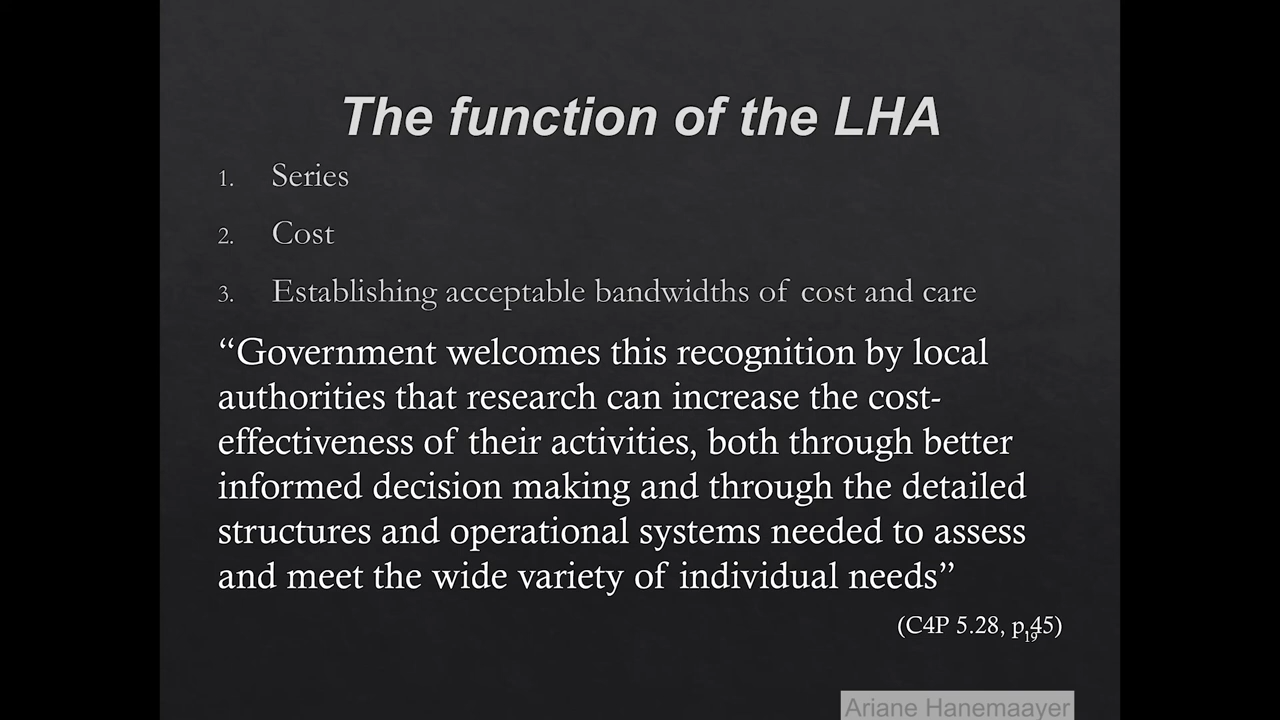 The function of the LHA
1. Series
2. Cost
3. Establishing acceptable bandwidths of cost and care
“Government welcomes this recognition by local
authorities that research can increase the cost-
effectiveness of their activities, both through better
informed decision making and through the detailed
structures and operational systems needed to assess
and meet the wide variety of individual needs”
(C4P 5.28, p.45)
19
Ariane Hanemaayer